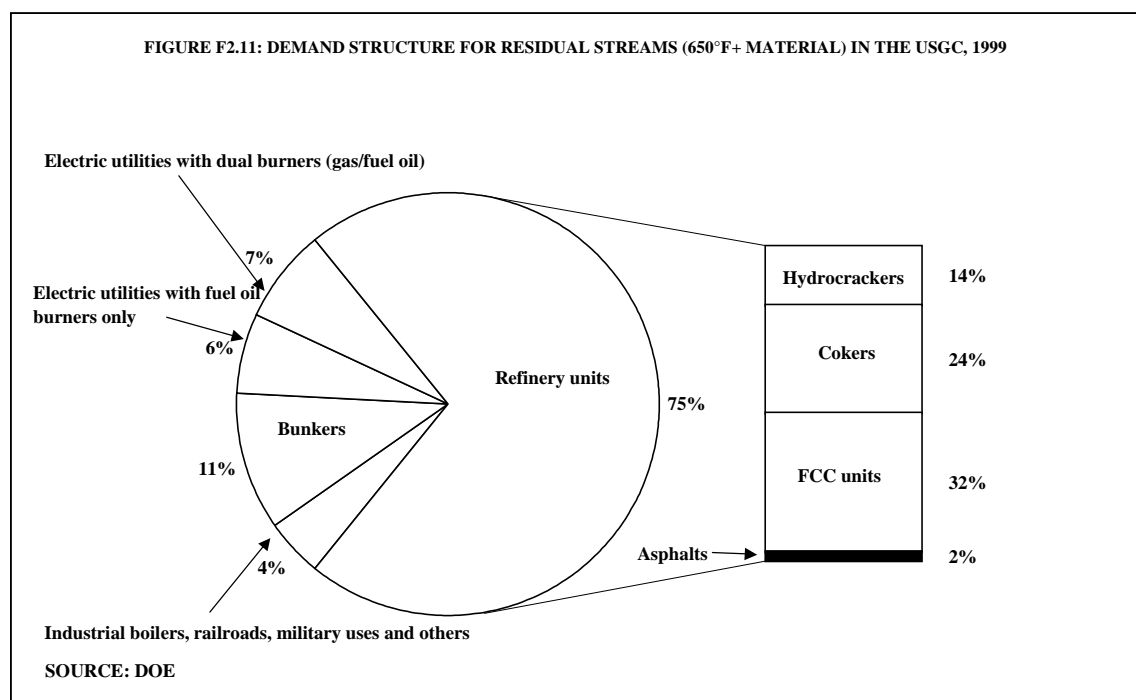 FIGURE F2.11: DEMAND STRUCTURE FOR RESIDUAL STREAMS (650°F+ MATERIAL) IN THE USGC, 1999
Electric utilities with dual burners (gas/fuel oil)
7%
Electric utilities with fuel oil
burners only
6%
Bunkers
11%
4%
Industrial boilers, railroads, military uses and others
Refinery units
75%
Hydrocrackers
14%
Cokers
24%
FCC units
32%
Asphalts
2%
SOURCE: DOE